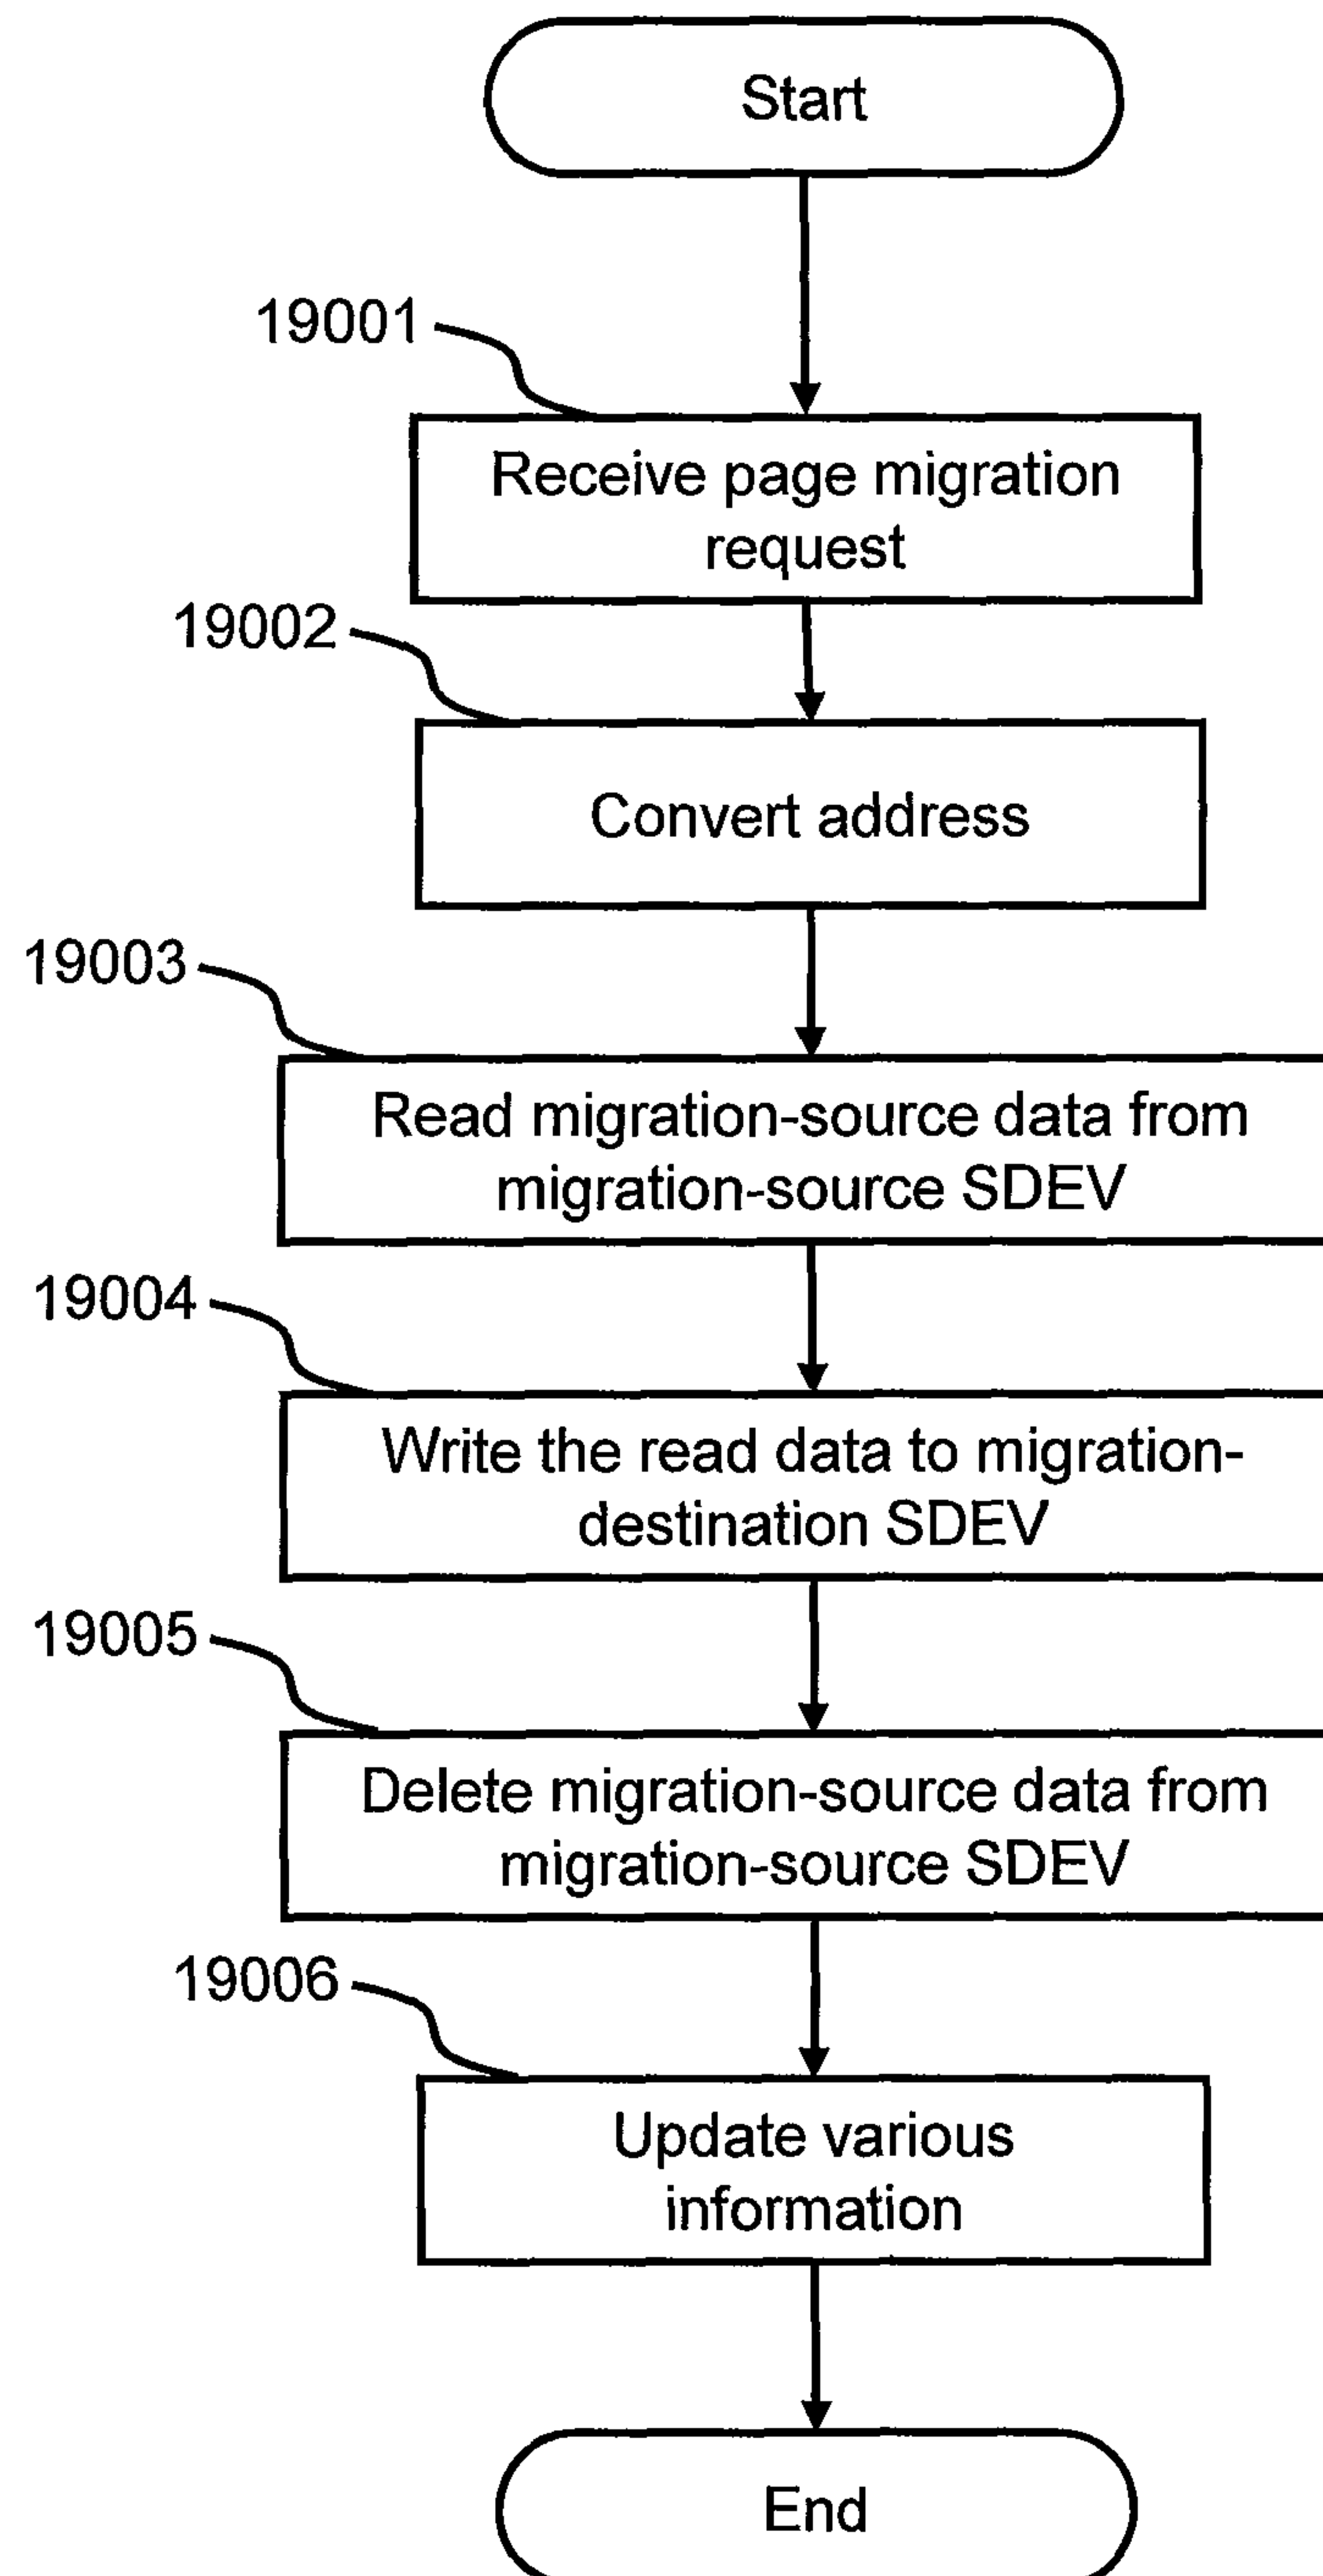 Start
19001
Receive page migration
request
19002
Convert address
19003
Read migration-source data from
migration-source SDEV
19004
Write the read data to migration-
destination SDEV
19005
Delete migration-source data from
migration-source SDEV
19006
Update various
information
End